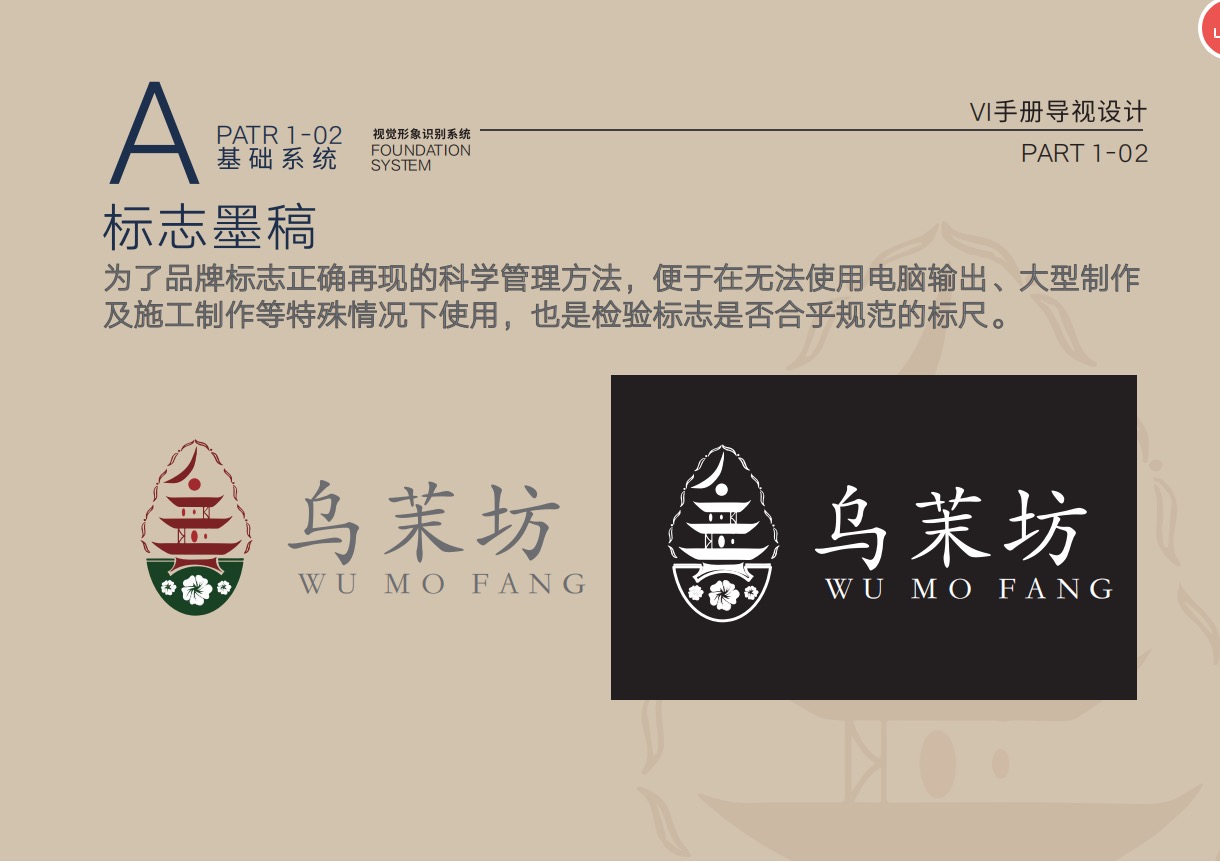 A
PATR 1-02
基础系统
视觉形象识别系统
FOUNDATION
SYSTEM
VI手册导视设计
PART 1-02
标志墨稿
为了品牌标志正确再现的科学管理方法，便于在无法使用电脑输出、大型制作
及施工制作等特殊情况下使用，也是检验标志是否合乎规范的标尺。
乌茉坊
WU MO FANG
乌茉坊
WU MO FANG